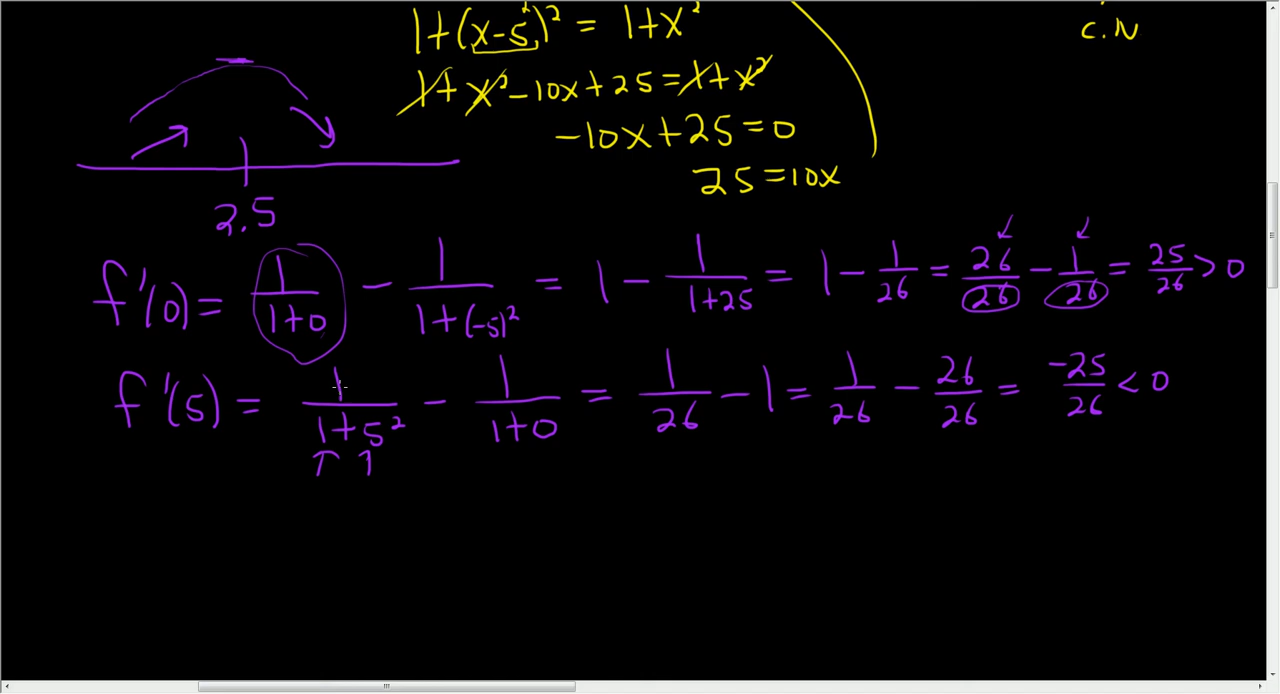 1+(x-5)² = 1+x²
C.N
1+x²-10x+25=1+x²
-10x+25=0
25=10x
2.5
f'(0) = 1/(1+0) - 1/(1+(-5)²) = 1 - 1/(1+25) = 1 - 1/26 = 26/26 - 1/26 = 25/26 > 0
f'(5) = 1/(1+5²) - 1/(1+0) = 1/26 - 1 = 1/26 - 26/26 = -25/26 < 0